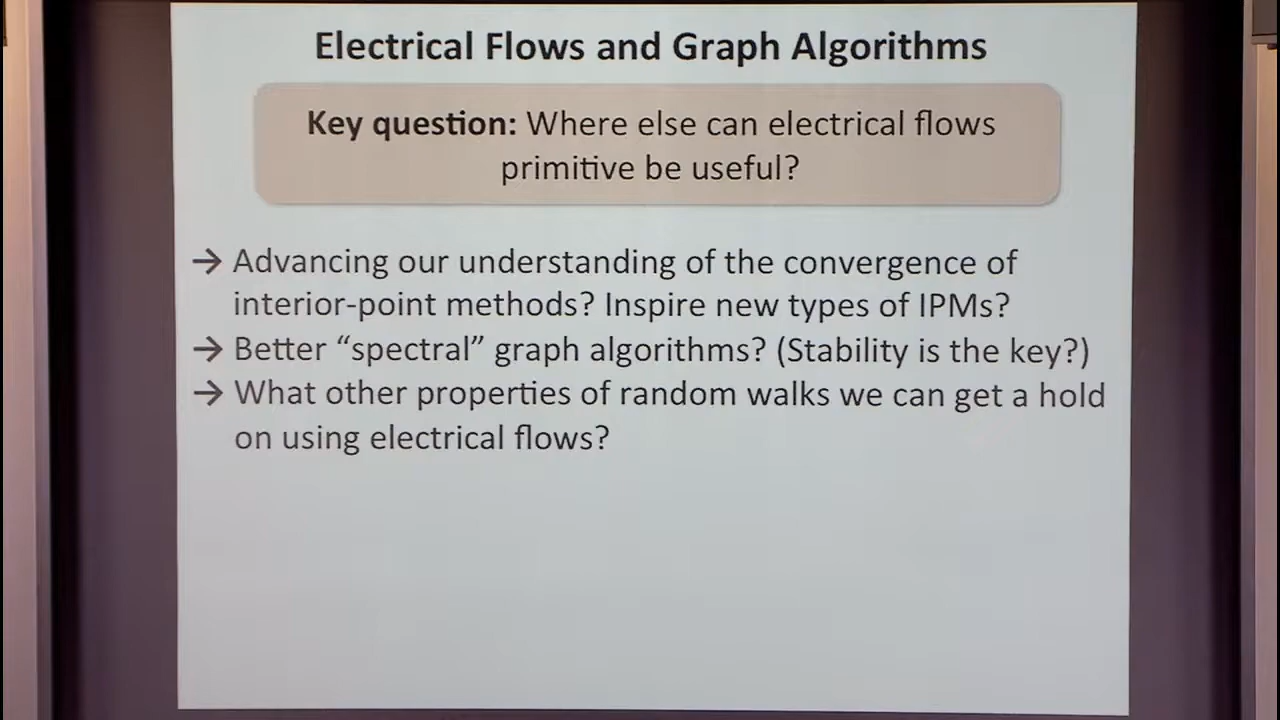 Electrical Flows and Graph Algorithms
Key question: Where else can electrical flows
primitive be useful?
→ Advancing our understanding of the convergence of
interior-point methods? Inspire new types of IPMs?
→ Better “spectral” graph algorithms? (Stability is the key?)
→ What other properties of random walks we can get a hold
on using electrical flows?